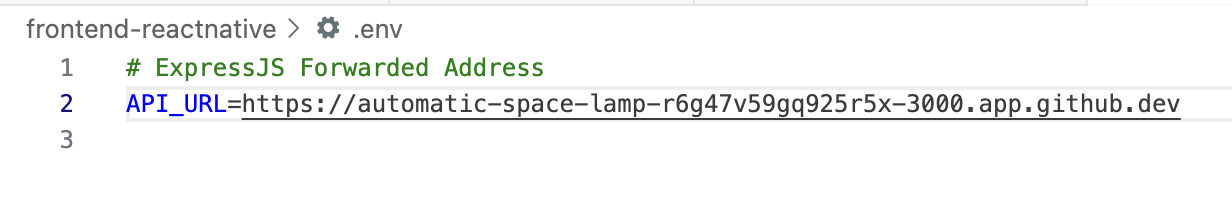 frontend-reactnative > .env
1 # ExpressJS Forwarded Address
2 API_URL=https://automatic-space-lamp-r6g47v59gq925r5x-3000.app.github.dev
3